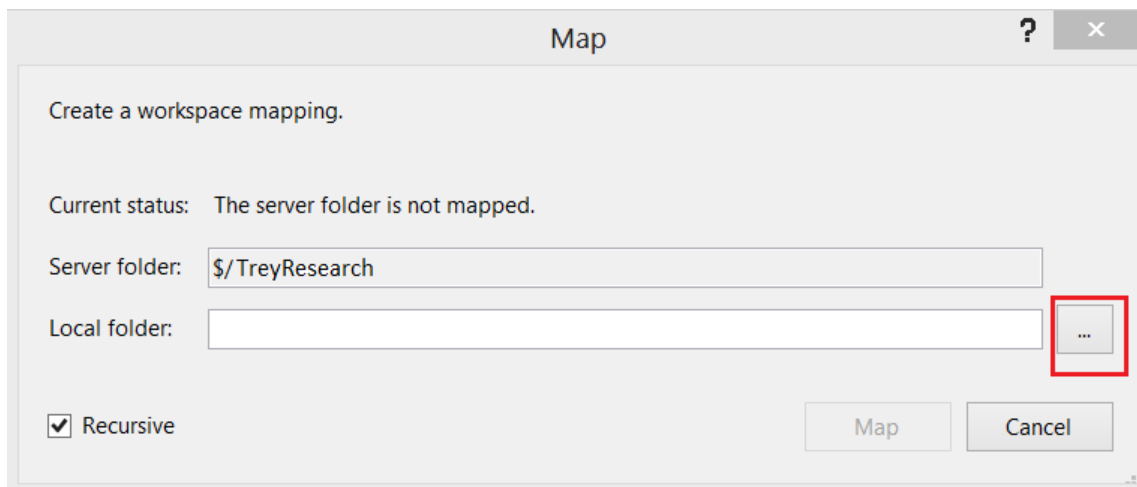 Map
?
Create a workspace mapping.
Current status: The server folder is not mapped.
Server folder: $/TreyResearch
Local folder:
...
Recursive
Map Cancel